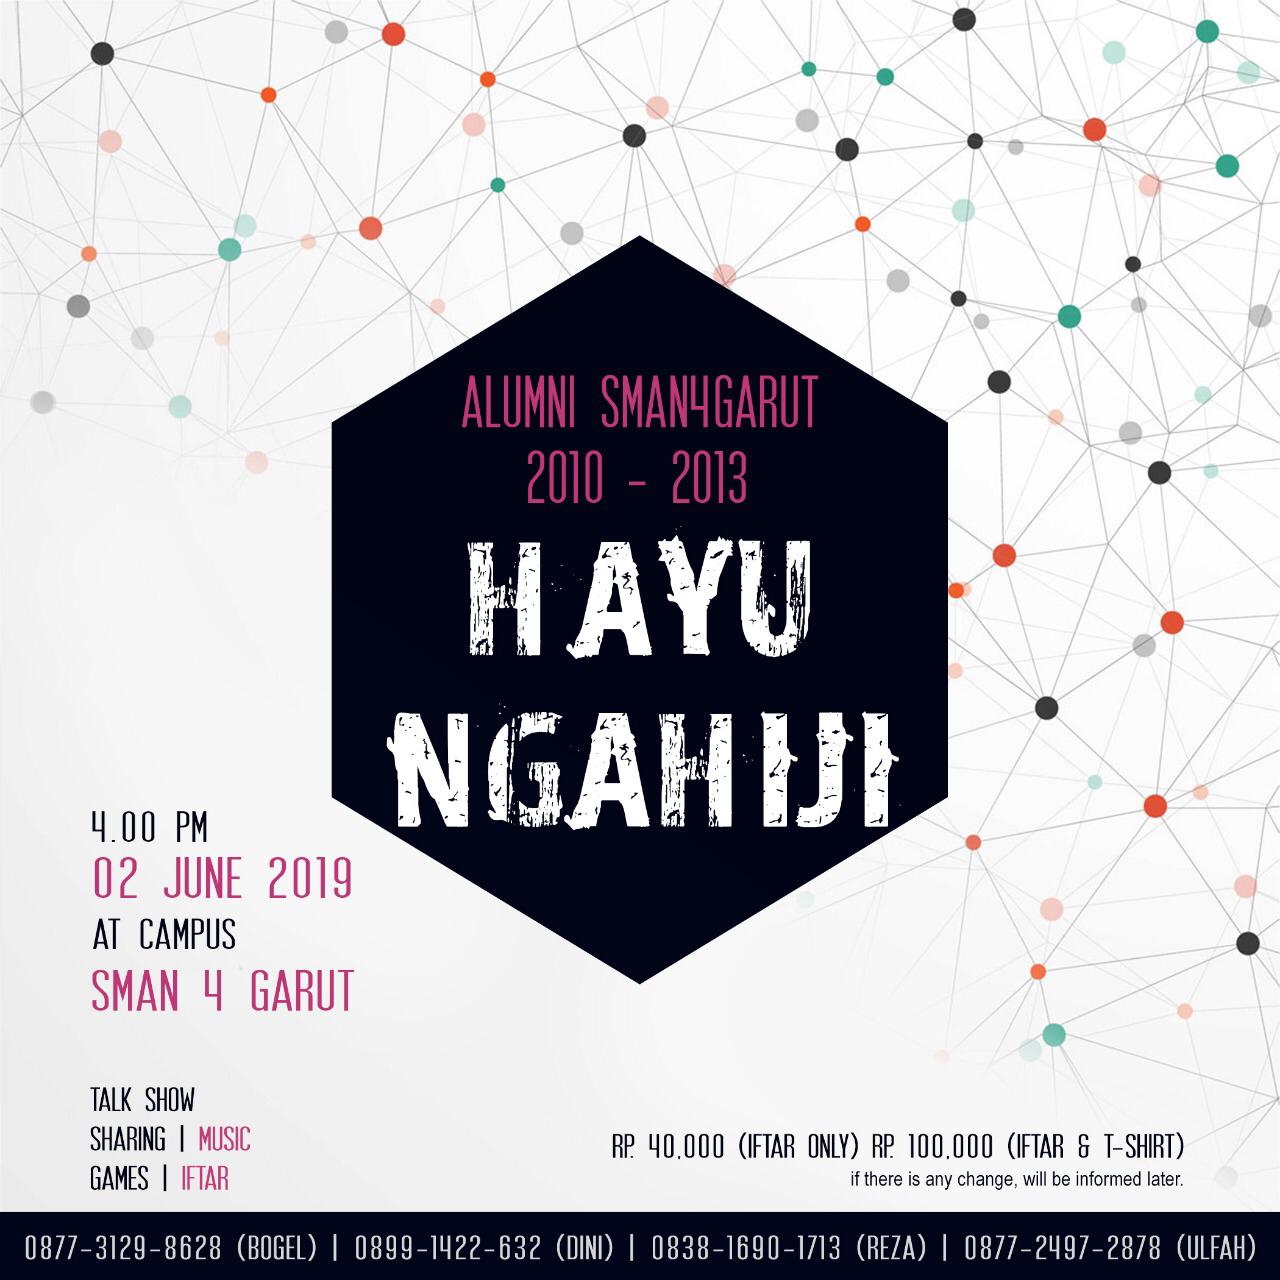 ALUMNI SMAN4GARUT
2010 - 2013
HAYU
NGAHIJI
4.00 PM
02 JUNE 2019
AT CAMPUS
SMAN 4 GARUT
TALK SHOW
SHARING | MUSIC
GAMES | IFTAR
RP. 40.000 (IFTAR ONLY) RP. 100.000 (IFTAR & T-SHIRT)
if there is any change, will be informed later.
0877-3129-8628 (BOGEL) | 0899-1422-632 (DINI) | 0838-1690-1713 (REZA) | 0877-2497-2878 (ULFAH)